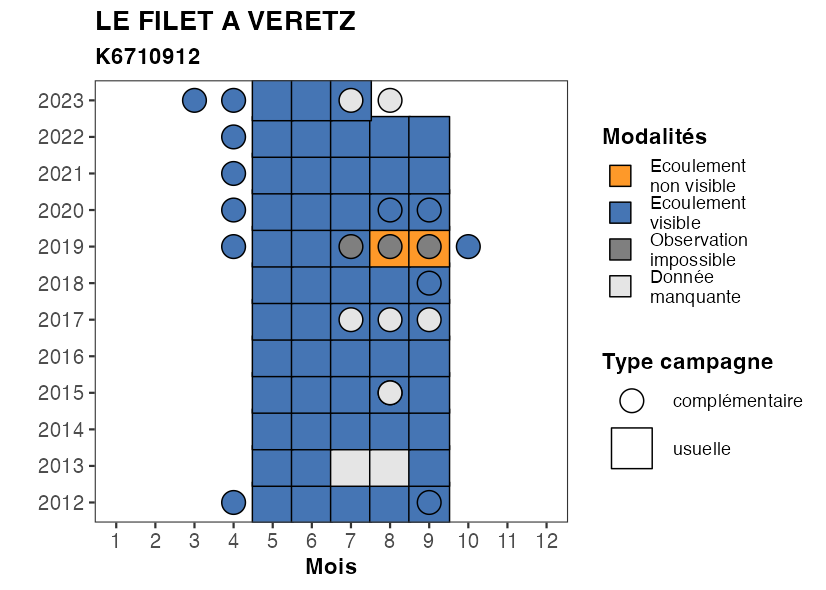 LE FILET A VERETZ
K6710912
2023
2022
2021
2020
2019
2018
2017
2016
2015
2014
2013
2012
1 2 3 4 5 6 7 8 9 10 11 12
Mois
Modalités
Ecoulement
non visible
Ecoulement
visible
Observation
impossible
Donnée
manquante
Type campagne
complémentaire
usuelle